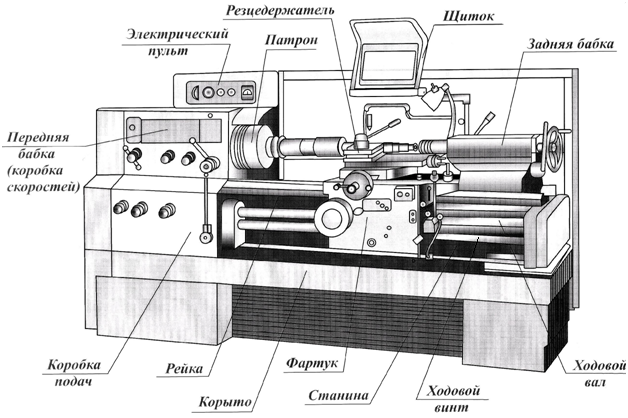 Резцедержатель
Щиток
Электрический
пульт
Патрон
Задняя бабка
Передняя
бабка
(коробка
скоростей)
Коробка
подач
Рейка
Корыто
Фартук
Станина
Ходовой
винт
Ходовой
вал